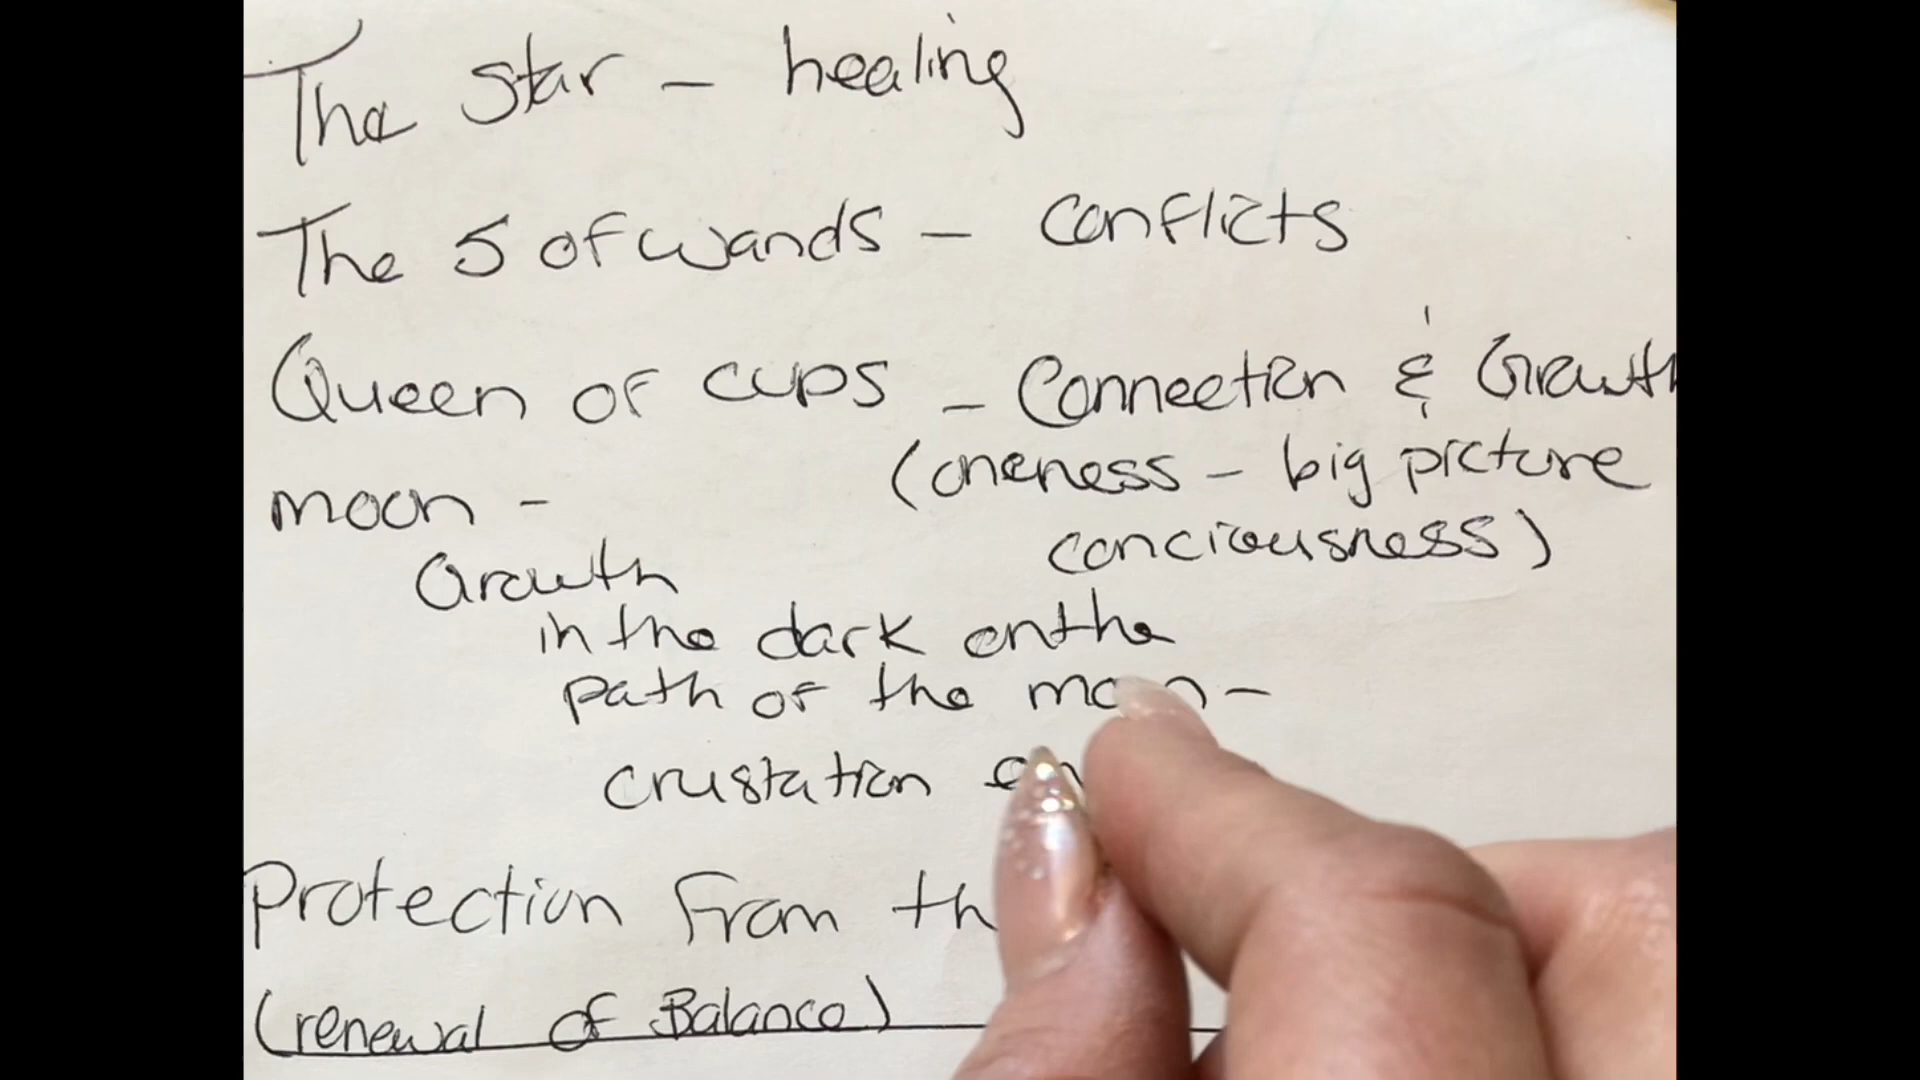 The Star - healing
The 5 of wands - conflicts
Queen of cups - Connection & Growth
(oneness - big picture
conciousness)
moon -
Growth
in the dark on the
path of the moon -
crustation
Protection From
(renewal of Balance)